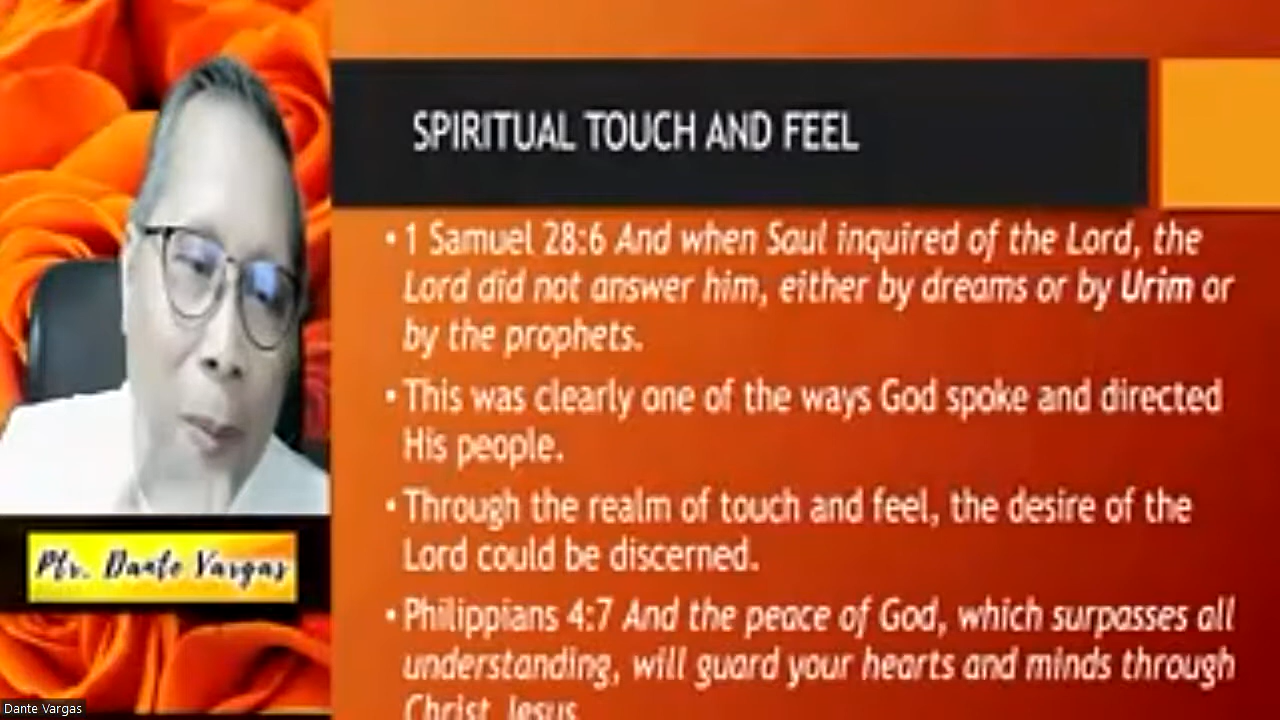 SPIRITUAL TOUCH AND FEEL
• 1 Samuel 28:6 And when Saul inquired of the Lord, the
Lord did not answer him, either by dreams or by Urim or
by the prophets.
• This was clearly one of the ways God spoke and directed
His people.
• Through the realm of touch and feel, the desire of the
Lord could be discerned.
• Philippians 4:7 And the peace of God, which surpasses all
understanding, will guard your hearts and minds through
Christ Jesus
Ptr. Dante Vargas
Dante Vargas